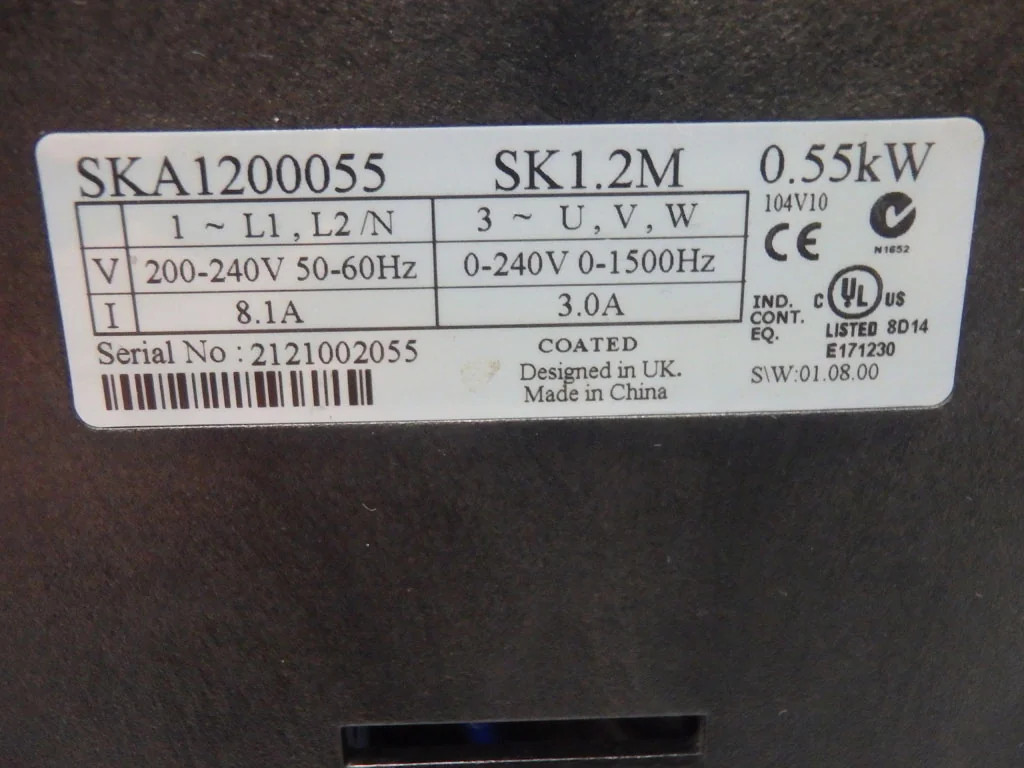 SKA1200055 SK1.2M 0.55kW
1 ~ L1 , L2 /N 3 ~ U, V, W
V 200-240V 50-60Hz 0-240V 0-1500Hz
I 8.1A 3.0A
104V10
CE
N1652
IND.
CONT.
EQ.
C UL US
LISTED 8D14
E171230
Serial No : 2121002055
COATED
Designed in UK.
Made in China
S\W:01.08.00